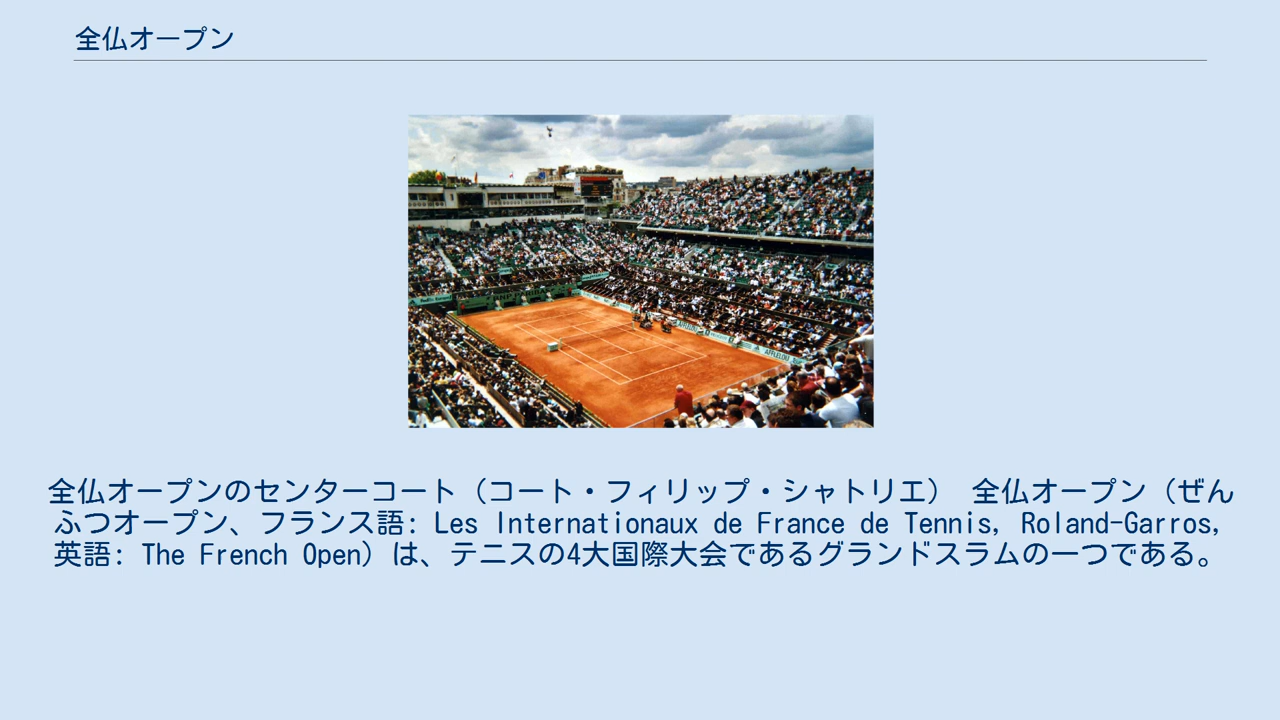 全仏オープン
AFFLELOU
全仏オープンのセンターコート（コート・フィリップ・シャトリエ） 全仏オープン（ぜん
ふつオープン、フランス語: Les Internationaux de France de Tennis, Roland-Garros,
英語: The French Open）は、テニスの4大国際大会であるグランドスラムの一つである。